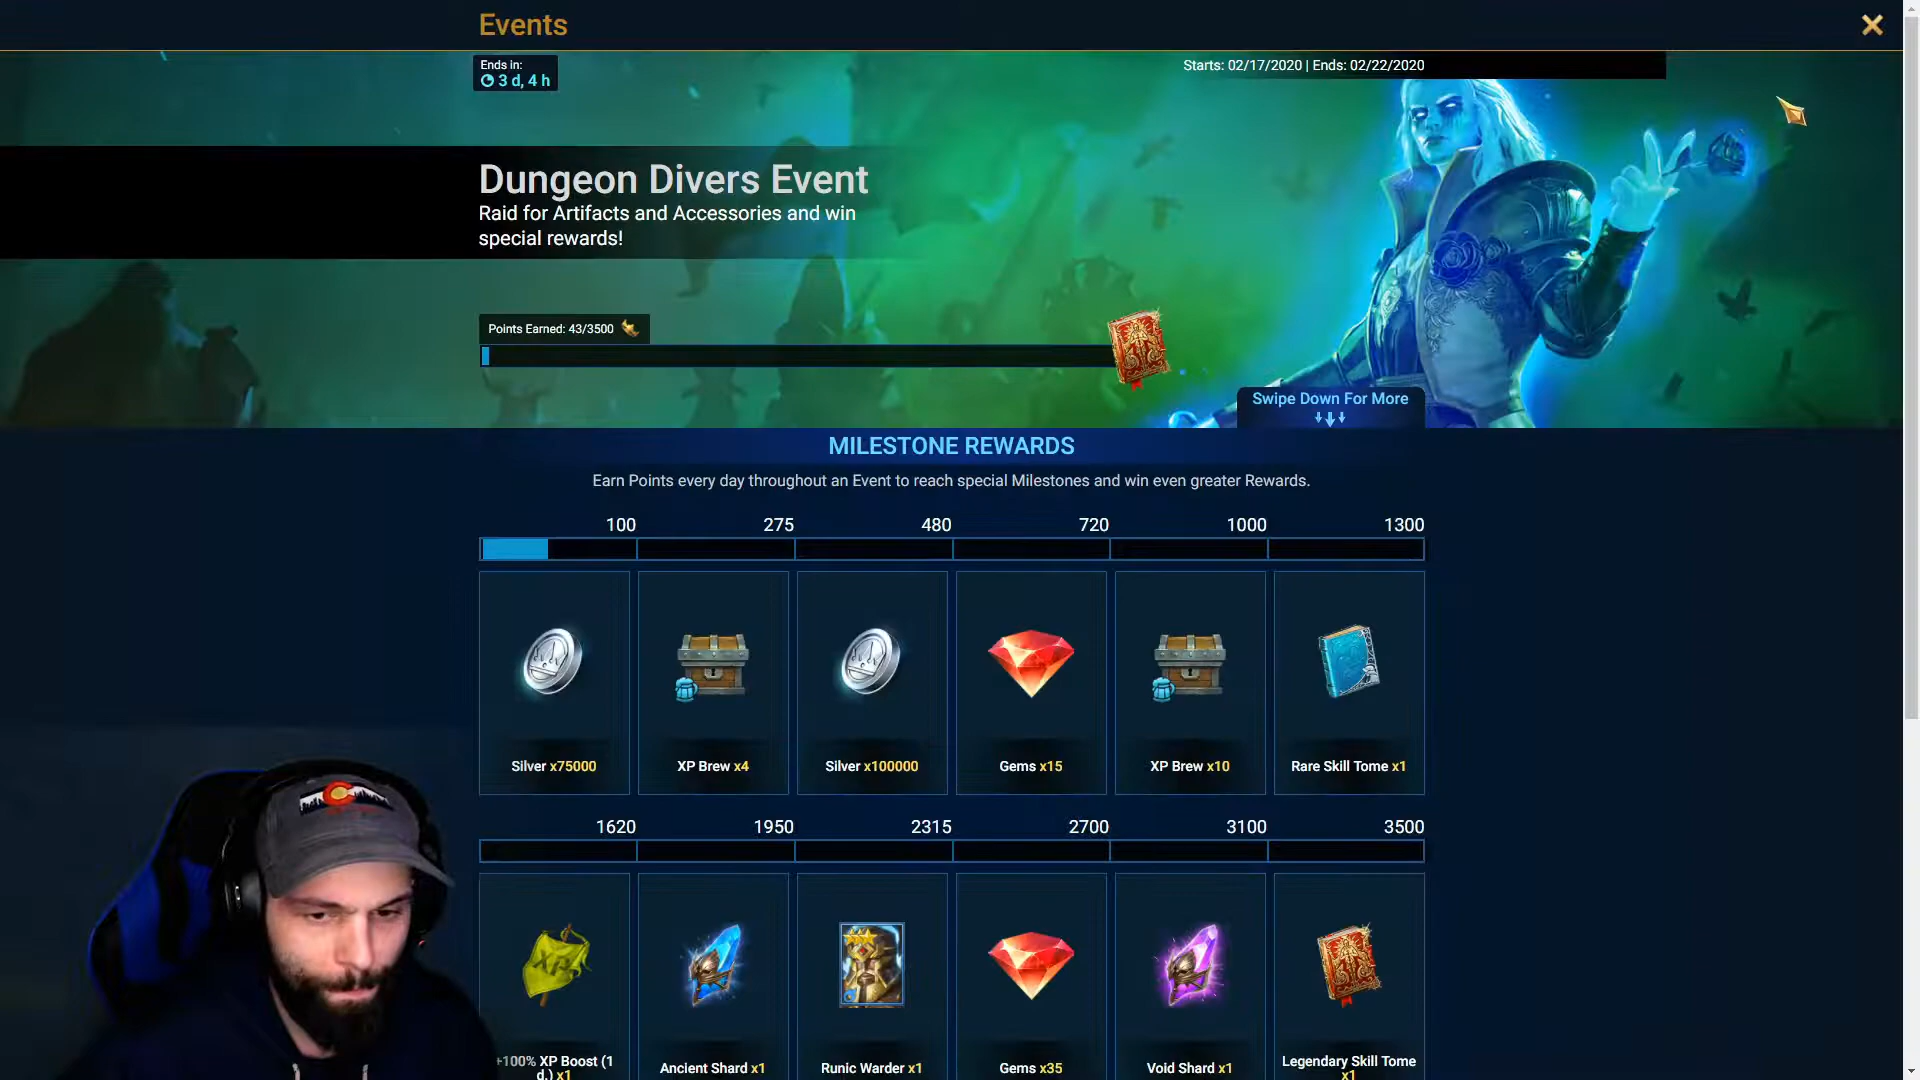 Events
Ends in:
3 d, 4 h
Starts: 02/17/2020 | Ends: 02/22/2020
Dungeon Divers Event
Raid for Artifacts and Accessories and win
special rewards!
Points Earned: 43/3500
Swipe Down For More
MILESTONE REWARDS
Earn Points every day throughout an Event to reach special Milestones and win even greater Rewards.
100 275 480 720 1000 1300
Silver x75000 XP Brew x4 Silver x100000 Gems x15 XP Brew x10 Rare Skill Tome x1
1620 1950 2315 2700 3100 3500
XP
+100% XP Boost (1
d.) x1
Ancient Shard x1 Runic Warder x1 Gems x35 Void Shard x1
Legendary Skill Tome
x1